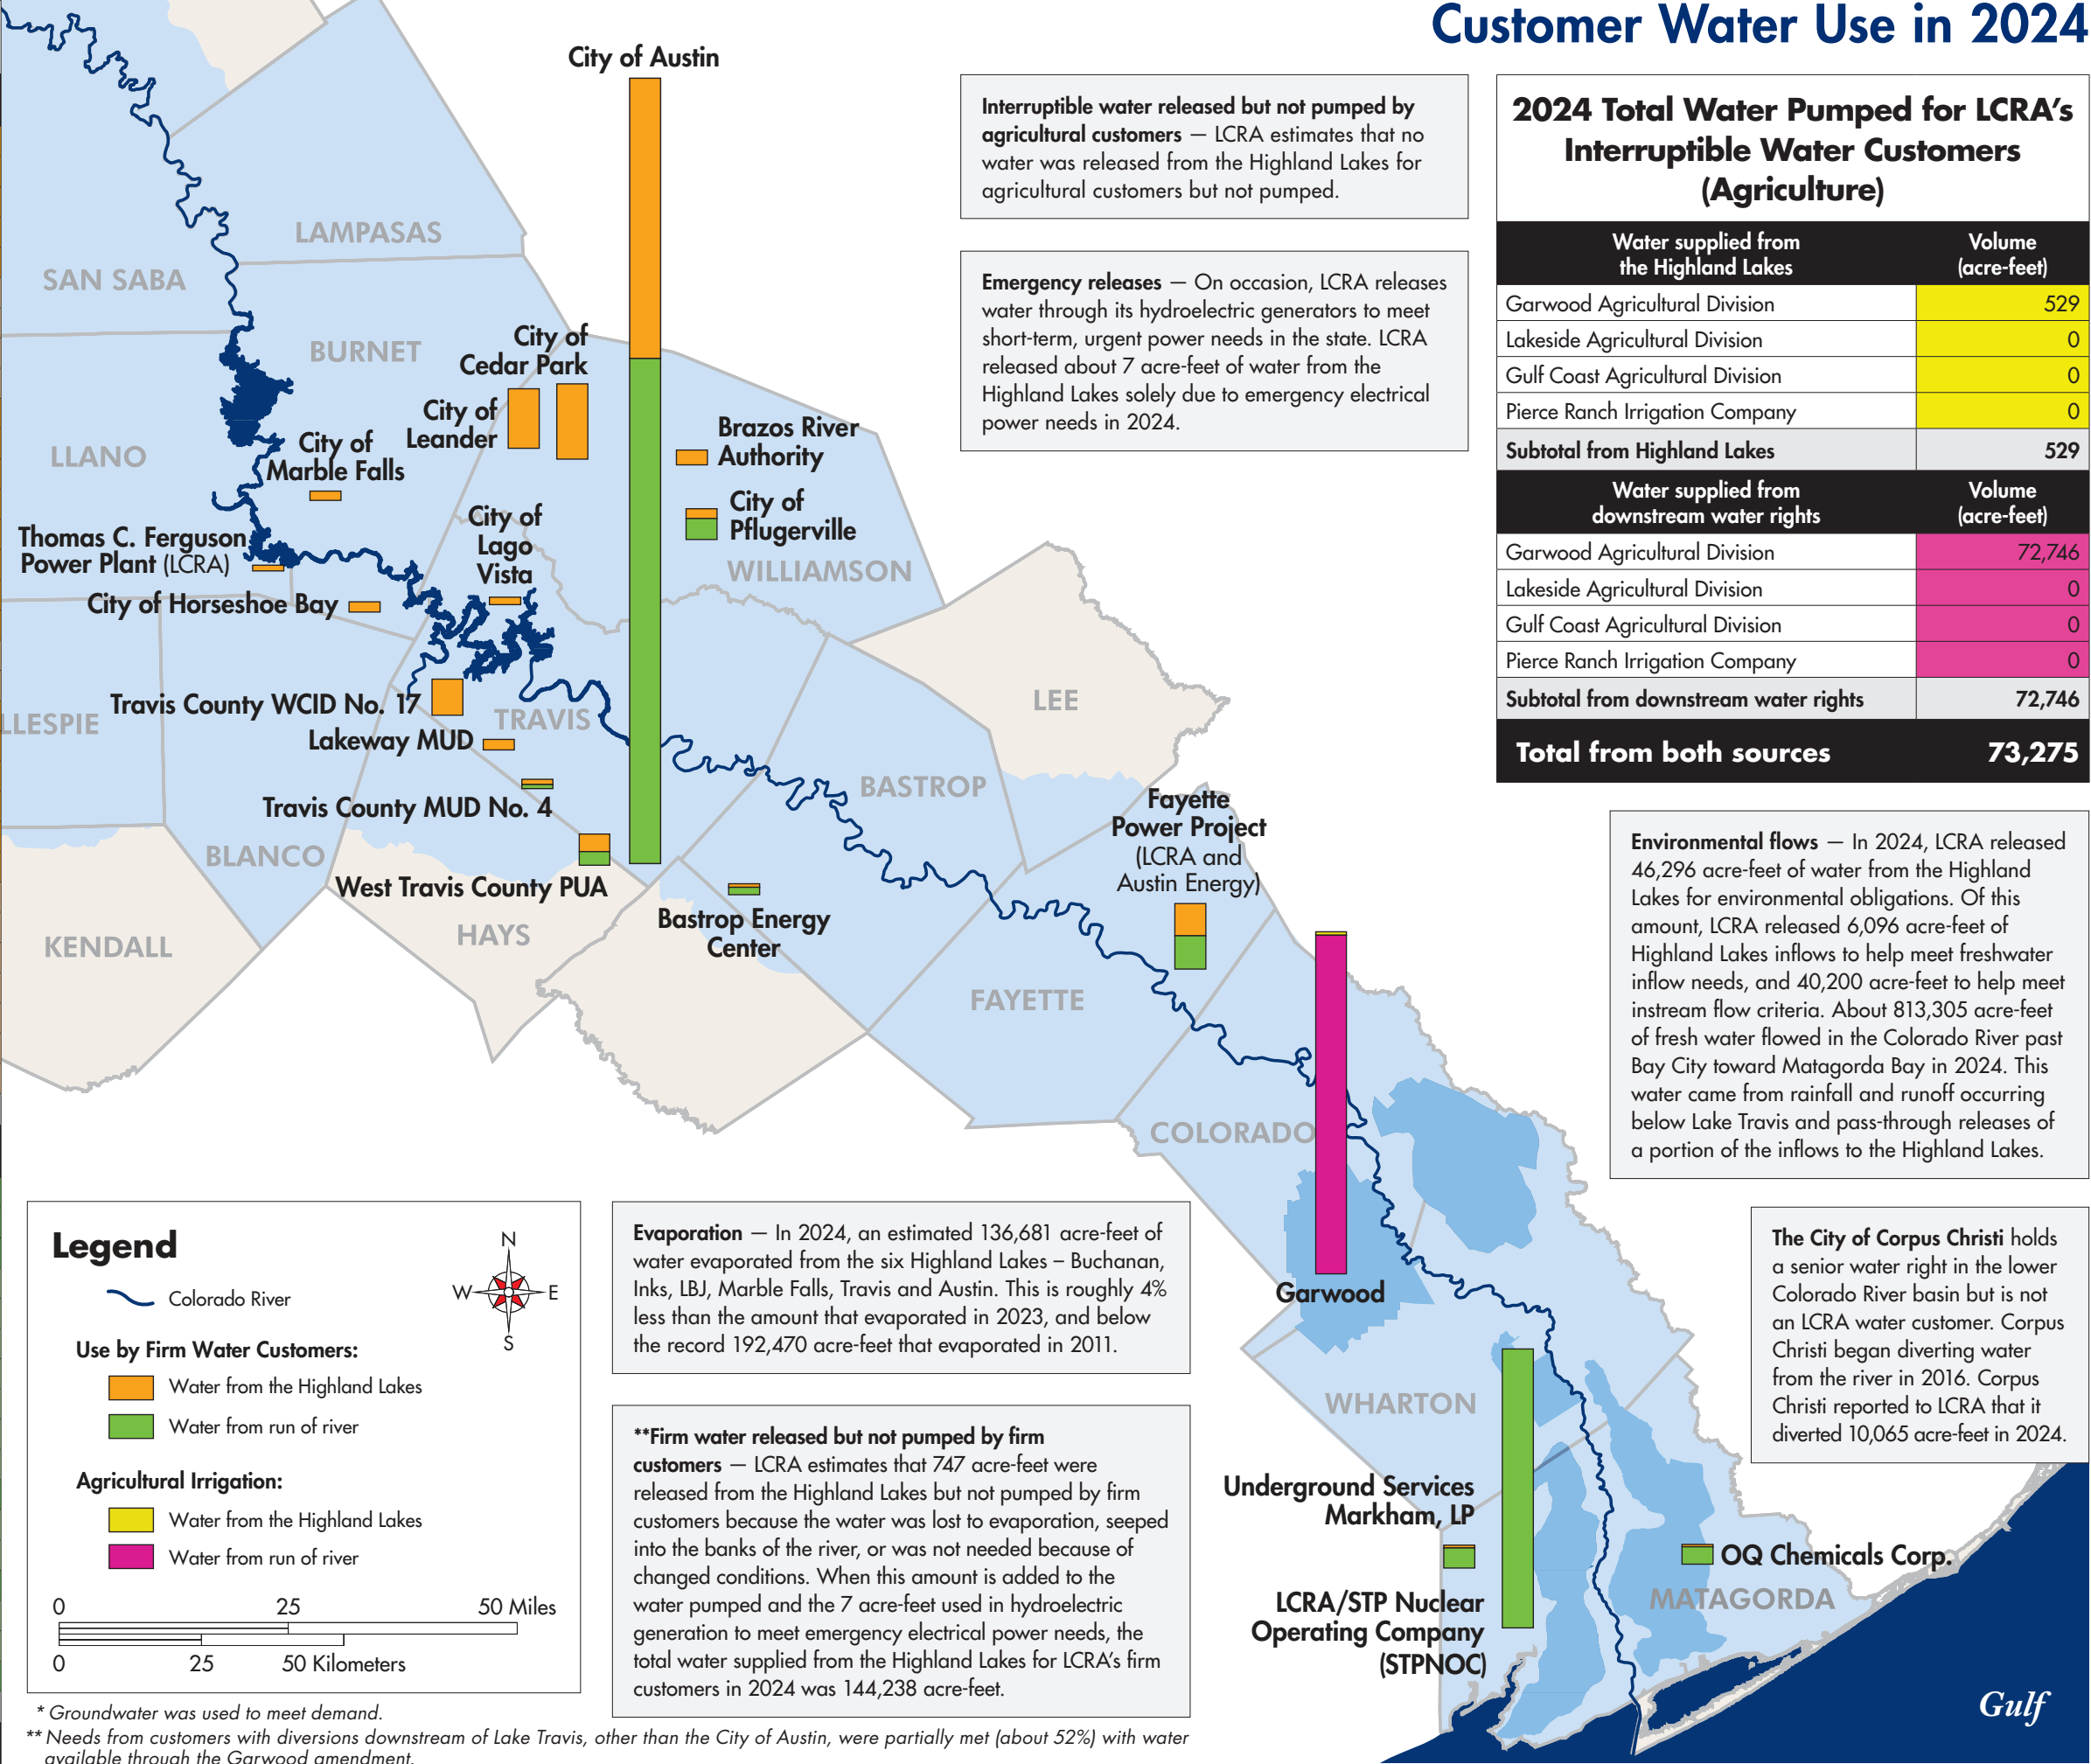 Customer Water Use in 2024
City of Austin
LAMPASAS
SAN SABA
BURNET
City of
Cedar Park
City of
Leander
LLANO
City of
Marble Falls
Brazos River
Authority
City of
Pflugerville
City of
Lago
Vista
Thomas C. Ferguson
Power Plant (LCRA)
WILLIAMSON
City of Horseshoe Bay
Travis County WCID No. 17
LLESPIE
TRAVIS
Lakeway MUD
LEE
BASTROP
Travis County MUD No. 4
BLANCO
West Travis County PUA
Fayette
Power Project
(LCRA and
Austin Energy)
KENDALL
HAYS
Bastrop Energy
Center
FAYETTE
COLORADO
Garwood
WHARTON
Underground Services
Markham, LP
OQ Chemicals Corp.
MATAGORDA
LCRA/STP Nuclear
Operating Company
(STPNOC)
Gulf
Interruptible water released but not pumped by
agricultural customers — LCRA estimates that no
water was released from the Highland Lakes for
agricultural customers but not pumped.
Emergency releases — On occasion, LCRA releases
water through its hydroelectric generators to meet
short-term, urgent power needs in the state. LCRA
released about 7 acre-feet of water from the
Highland Lakes solely due to emergency electrical
power needs in 2024.
2024 Total Water Pumped for LCRA’s
Interruptible Water Customers
(Agriculture)
Water supplied from Volume
the Highland Lakes (acre-feet)
Garwood Agricultural Division 529
Lakeside Agricultural Division 0
Gulf Coast Agricultural Division 0
Pierce Ranch Irrigation Company 0
Subtotal from Highland Lakes 529
Water supplied from Volume
downstream water rights (acre-feet)
Garwood Agricultural Division 72,746
Lakeside Agricultural Division 0
Gulf Coast Agricultural Division 0
Pierce Ranch Irrigation Company 0
Subtotal from downstream water rights 72,746
Total from both sources 73,275
Environmental flows — In 2024, LCRA released
46,296 acre-feet of water from the Highland
Lakes for environmental obligations. Of this
amount, LCRA released 6,096 acre-feet of
Highland Lakes inflows to help meet freshwater
inflow needs, and 40,200 acre-feet to help meet
instream flow criteria. About 813,305 acre-feet
of fresh water flowed in the Colorado River past
Bay City toward Matagorda Bay in 2024. This
water came from rainfall and runoff occurring
below Lake Travis and pass-through releases of
a portion of the inflows to the Highland Lakes.
The City of Corpus Christi holds
a senior water right in the lower
Colorado River basin but is not
an LCRA water customer. Corpus
Christi began diverting water
from the river in 2016. Corpus
Christi reported to LCRA that it
diverted 10,065 acre-feet in 2024.
Legend
N
W E
S
Colorado River
Use by Firm Water Customers:
Water from the Highland Lakes
Water from run of river
Agricultural Irrigation:
Water from the Highland Lakes
Water from run of river
0 25 50 Miles
0 25 50 Kilometers
Evaporation — In 2024, an estimated 136,681 acre-feet of
water evaporated from the six Highland Lakes – Buchanan,
Inks, LBJ, Marble Falls, Travis and Austin. This is roughly 4%
less than the amount that evaporated in 2023, and below
the record 192,470 acre-feet that evaporated in 2011.
**Firm water released but not pumped by firm
customers — LCRA estimates that 747 acre-feet were
released from the Highland Lakes but not pumped by firm
customers because the water was lost to evaporation, seeped
into the banks of the river, or was not needed because of
changed conditions. When this amount is added to the
water pumped and the 7 acre-feet used in hydroelectric
generation to meet emergency electrical power needs, the
total water supplied from the Highland Lakes for LCRA’s firm
customers in 2024 was 144,238 acre-feet.
* Groundwater was used to meet demand.
** Needs from customers with diversions downstream of Lake Travis, other than the City of Austin, were partially met (about 52%) with water
available through the Garwood amendment.